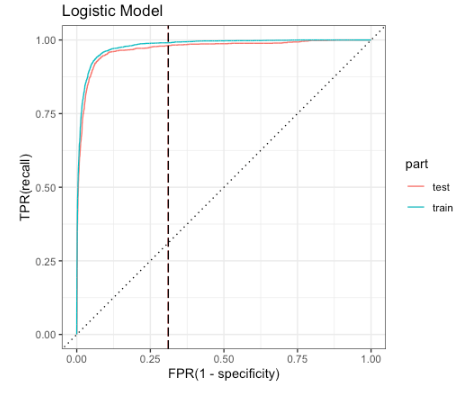 Logistic Model
1.00
0.75
0.50
0.25
0.00
TPR(recall)
0.00 0.25 0.50 0.75 1.00
FPR(1 - specificity)
part
test
train